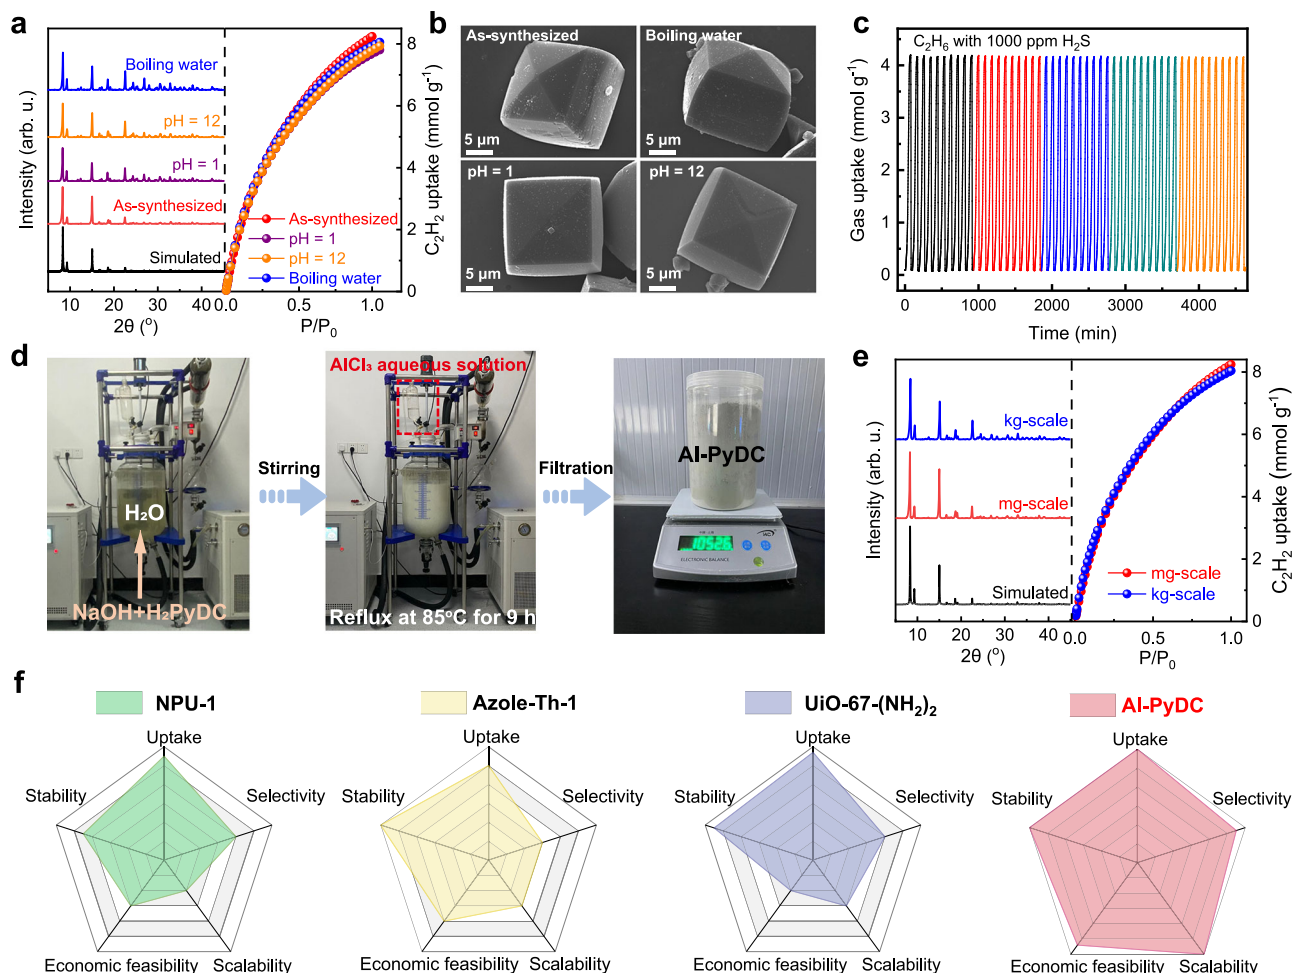 a
Intensity (arb. u.)
Boiling water
pH = 12
pH = 1
As-synthesized
Simulated
10 20 30 40
2θ (°)
As-synthesized
pH = 1
pH = 12
Boiling water
0.0 0.5 1.0
P/P₀
0 2 4 6 8
C₂H₂ uptake (mmol g⁻¹)
b
As-synthesized
5 μm
Boiling water
5 μm
pH = 1
5 μm
pH = 12
5 μm
c
C₂H₆ with 1000 ppm H₂S
Gas uptake (mmol g⁻¹)
0 1 2 3 4
0 1000 2000 3000 4000
Time (min)
d
H₂O
NaOH+H₂PyDC
Stirring
AlCl₃ aqueous solution
Reflux at 85°C for 9 h
Filtration
Al-PyDC
1052.6
ELECTRONIC BALANCE
e
Intensity (arb. u.)
kg-scale
mg-scale
Simulated
10 20 30 40
2θ (°)
mg-scale
kg-scale
0.0 0.5 1.0
P/P₀
0 2 4 6 8
C₂H₂ uptake (mmol g⁻¹)
f
NPU-1
Uptake
Stability
Selectivity
Economic feasibility
Scalability
Azole-Th-1
Uptake
Stability
Selectivity
Economic feasibility
Scalability
UiO-67-(NH₂)₂
Uptake
Stability
Selectivity
Economic feasibility
Scalability
Al-PyDC
Uptake
Stability
Selectivity
Economic feasibility
Scalability